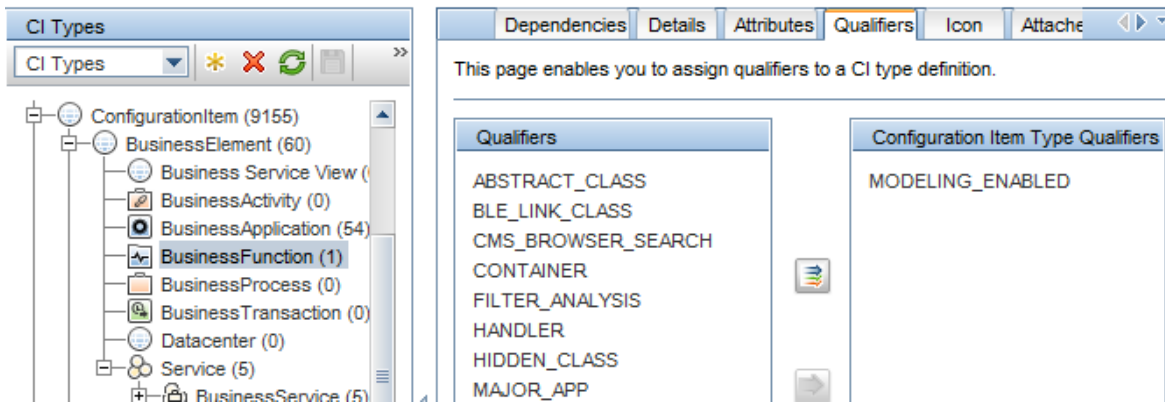 CI Types
CI Types
»
ConfigurationItem (9155)
BusinessElement (60)
Business Service View (
BusinessActivity (0)
BusinessApplication (54)
BusinessFunction (1)
BusinessProcess (0)
BusinessTransaction (0)
Datacenter (0)
Service (5)
BusinessService (5)
Dependencies Details Attributes Qualifiers Icon Attache
This page enables you to assign qualifiers to a CI type definition.
Qualifiers
ABSTRACT_CLASS
BLE_LINK_CLASS
CMS_BROWSER_SEARCH
CONTAINER
FILTER_ANALYSIS
HANDLER
HIDDEN_CLASS
MAJOR_APP
Configuration Item Type Qualifiers
MODELING_ENABLED